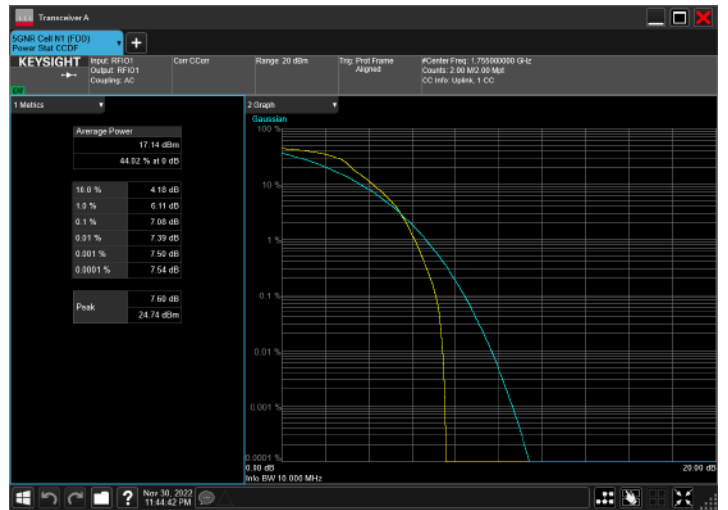 Transceiver A
5GNR Cell N1 (FDD)
Power Stat CCDF
KEYSIGHT
Input: RFIO1
Output: RFIO1
Coupling: AC
Corr CCorr
Range: 20 dBm
Trig: Prot Frame
Aligned
#Center Freq: 1.755000000 GHz
Counts: 2.00 M/2.00 Mpt
CC Info: Uplink, 1 CC
1 Metrics
Average Power
17.14 dBm
44.02 % at 0 dB
10.0 % 4.18 dB
1.0 % 6.11 dB
0.1 % 7.08 dB
0.01 % 7.39 dB
0.001 % 7.50 dB
0.0001 % 7.54 dB
Peak
7.60 dB
24.74 dBm
2 Graph
Gaussian
100 %
10 %
1 %
0.1 %
0.01 %
0.001 %
0.0001 %
0.00 dB
20.00 dB
Info BW 10.000 MHz
?
Nov 30, 2022
11:44:42 PM